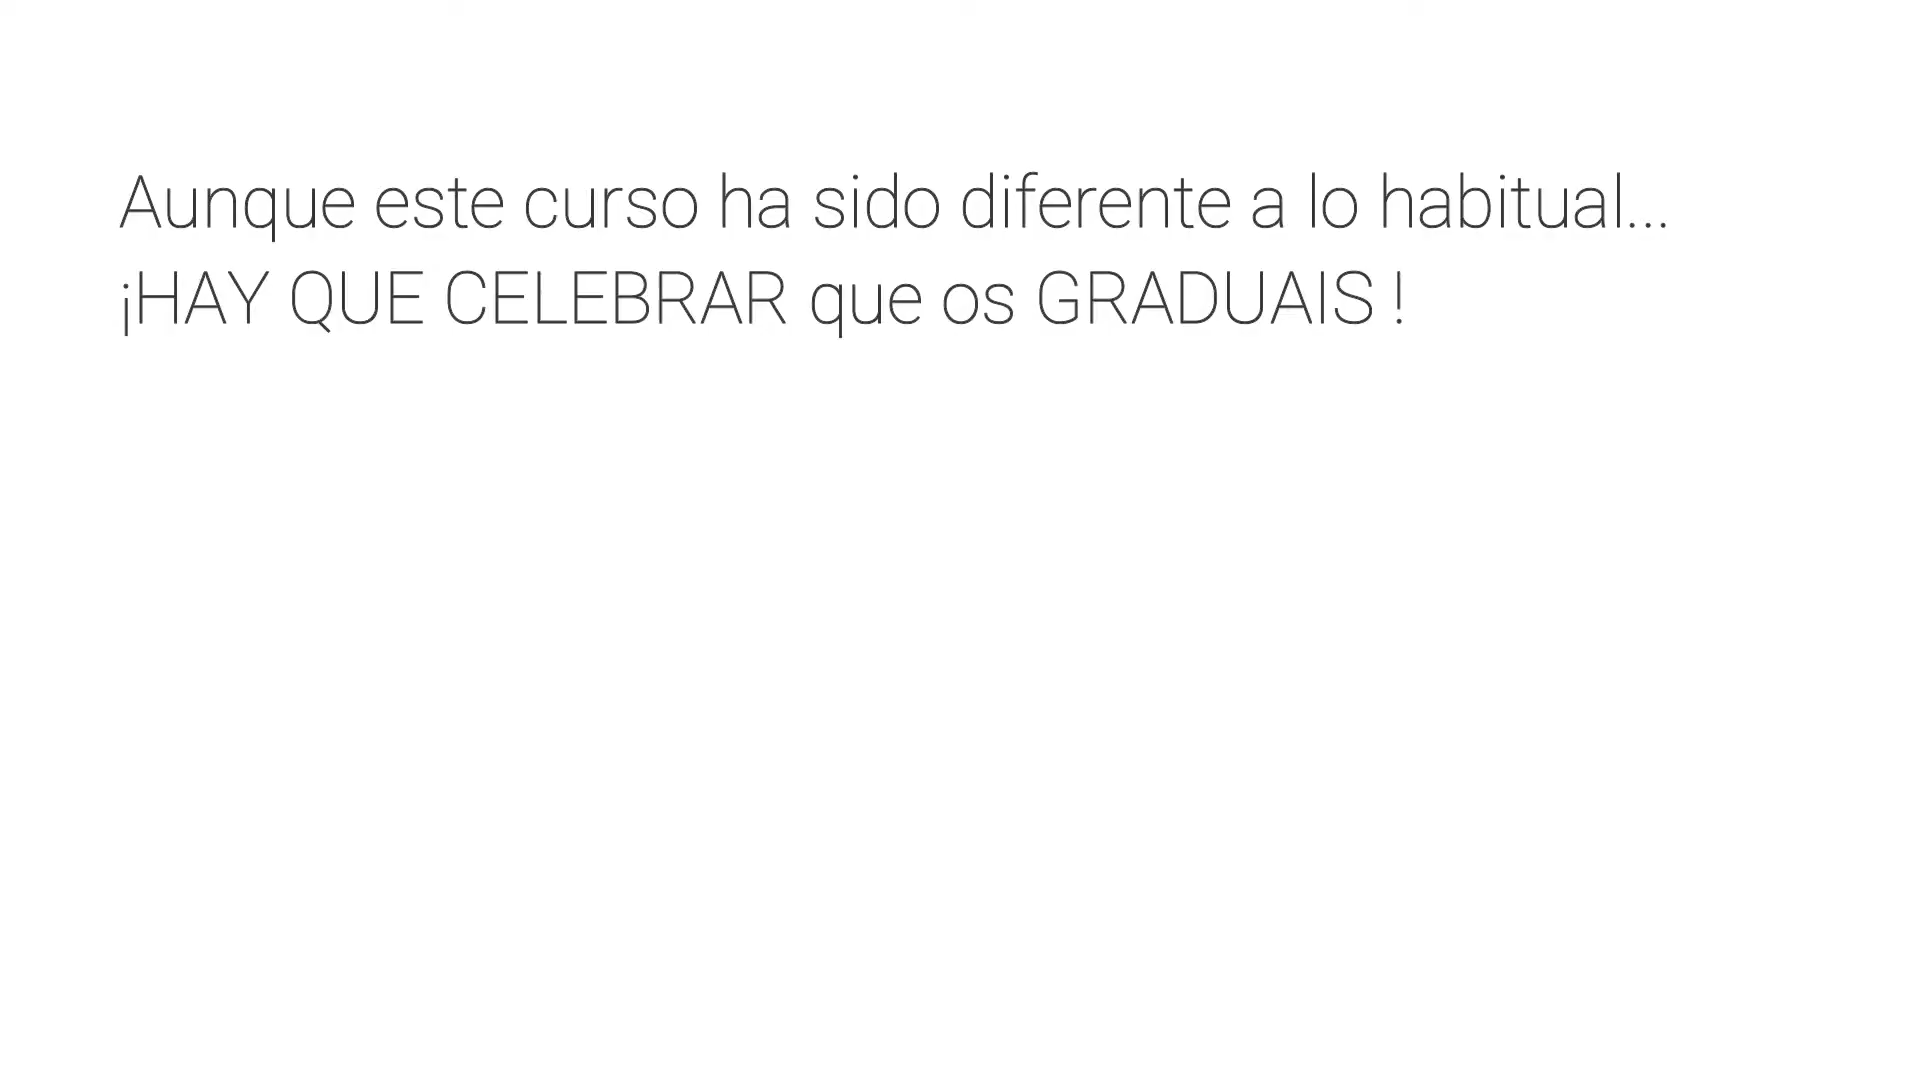 Aunque este curso ha sido diferente a lo habitual...
¡HAY QUE CELEBRAR que os GRADUAIS !